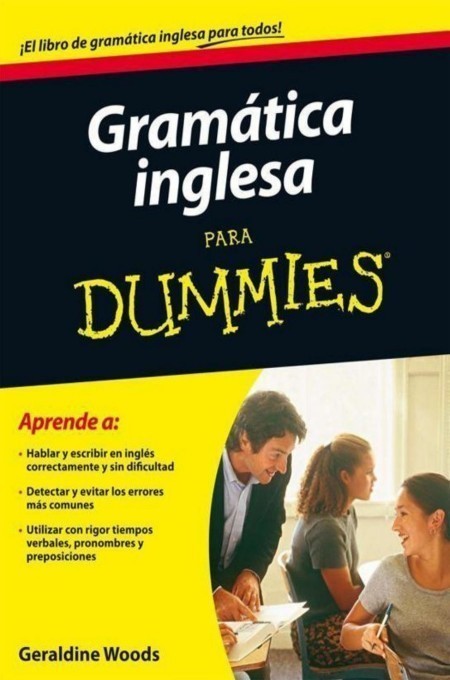 ¡El libro de gramática inglesa para todos!
Gramática
inglesa
PARA
DUMMIES®
Aprende a:
• Hablar y escribir en inglés
correctamente y sin dificultad
• Detectar y evitar los errores
más comunes
• Utilizar con rigor tiempos
verbales, pronombres y
preposiciones
Geraldine Woods